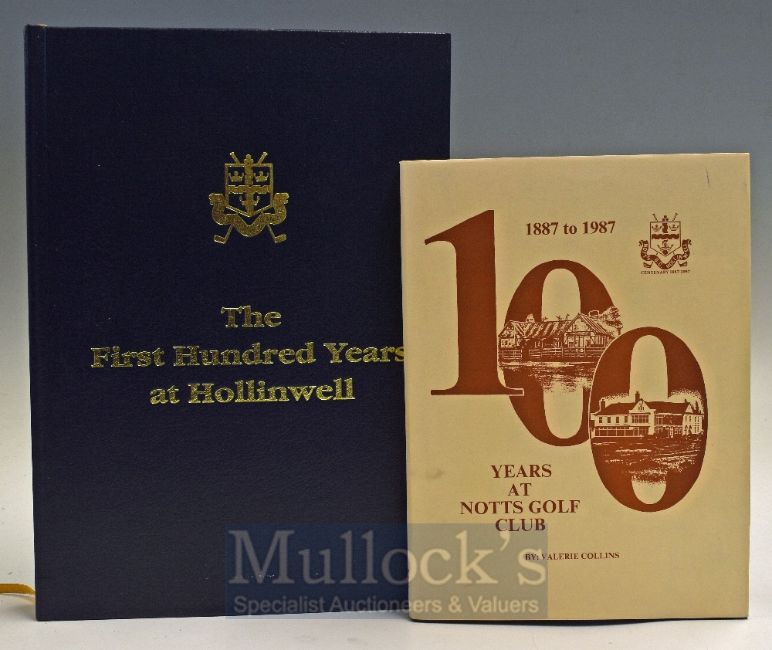 The
First Hundred Years
at Hollinwell
1887 to 1987
CENTENARY 1887-1987
100
YEARS
AT
NOTTS GOLF
CLUB
BY: VALERIE COLLINS
Mullock's
Specialist Auctioneers & Valuers